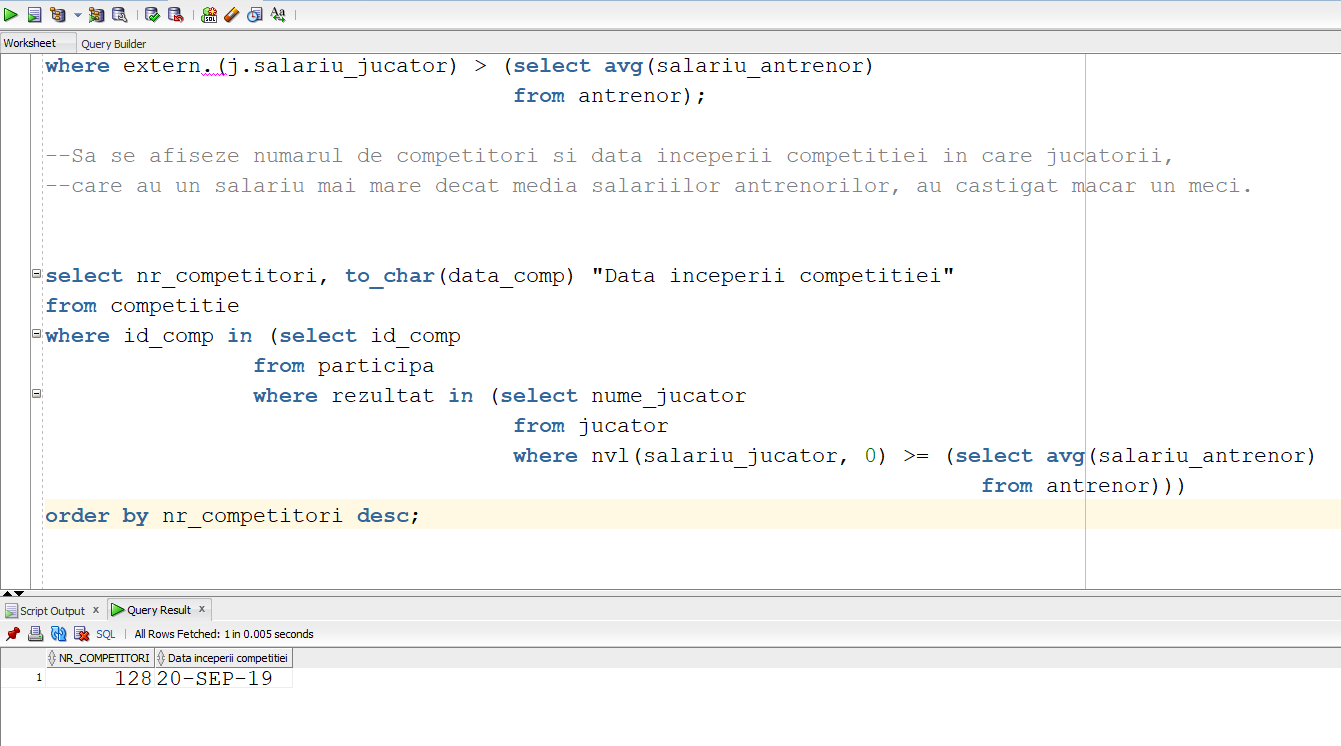 Worksheet Query Builder
where extern.(j.salariu_jucator) > (select avg(salariu_antrenor)
from antrenor);
--Sa se afiseze numarul de competitori si data inceperii competitiei in care jucatorii,
--care au un salariu mai mare decat media salariilor antrenorilor, au castigat macar un meci.
select nr_competitori, to_char(data_comp) "Data inceperii competitiei"
from competitie
where id_comp in (select id_comp
from participa
where rezultat in (select nume_jucator
from jucator
where nvl(salariu_jucator, 0) >= (select avg(salariu_antrenor)
from antrenor)))
order by nr_competitori desc;
Script Output x Query Result x
SQL | All Rows Fetched: 1 in 0.005 seconds
NR_COMPETITORI Data inceperii competitiei
1 128 20-SEP-19